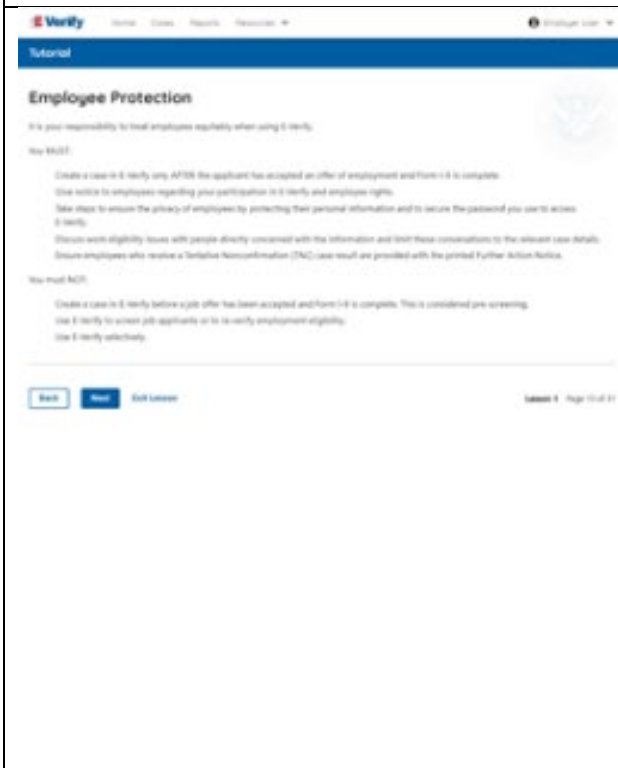 E-Verify Home Cases Reports Resources Employer User
Tutorial
Employee Protection
It is your responsibility to treat employees equitably when using E-Verify.
You MUST:
Create a case in E-Verify only AFTER the applicant has accepted an offer of employment and Form I-9 is complete.
Give notice to employees regarding your participation in E-Verify and employee rights.
Take steps to ensure the privacy of employees by protecting their personal information and to secure the password you use to access
E-Verify.
Discuss work eligibility issues with people directly concerned with the information and limit these conversations to the relevant case details.
Ensure employees who receive a Tentative Nonconfirmation (TNC) case result are provided with the printed Further Action Notice.
You must NOT:
Create a case in E-Verify before a job offer has been accepted and Form I-9 is complete. This is considered pre-screening.
Use E-Verify to screen job applicants or to re-verify employment eligibility.
Use E-Verify selectively.
Back Next Exit Lesson Lesson 1 Page of